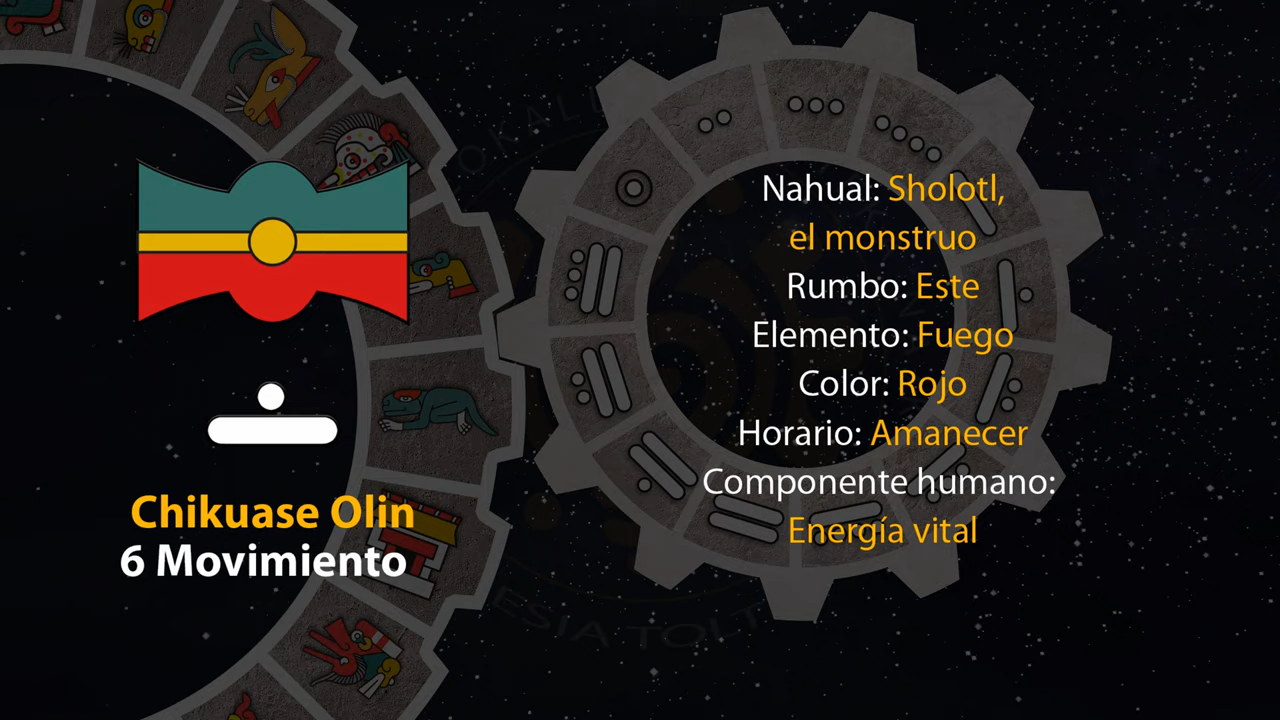 Chikuase Olin
6 Movimiento
Nahual: Sholotl,
el monstruo
Rumbo: Este
Elemento: Fuego
Color: Rojo
Horario: Amanecer
Componente humano:
Energía vital